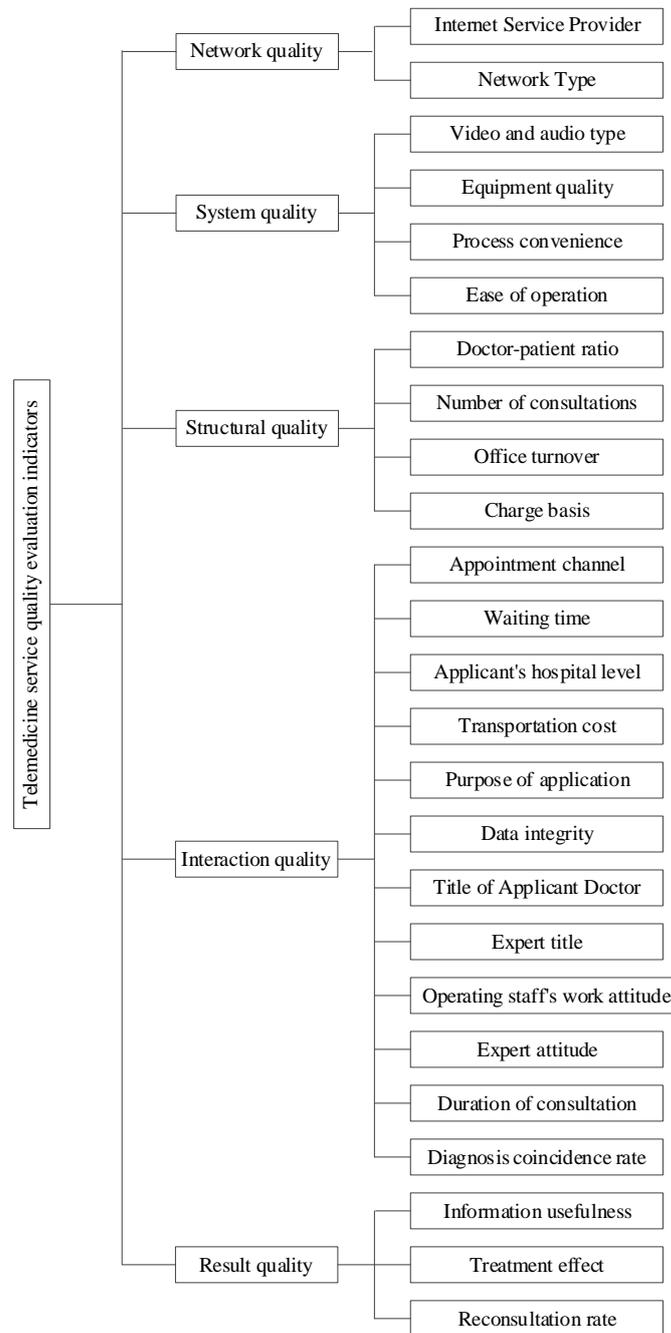 Telemedicine service quality evaluation indicators
Network quality
Internet Service Provider
Network Type
System quality
Video and audio type
Equipment quality
Process convenience
Ease of operation
Structural quality
Doctor-patient ratio
Number of consultations
Office turnover
Charge basis
Interaction quality
Appointment channel
Waiting time
Applicant's hospital level
Transportation cost
Purpose of application
Data integrity
Title of Applicant Doctor
Expert title
Operating staff's work attitude
Expert attitude
Duration of consultation
Diagnosis coincidence rate
Result quality
Information usefulness
Treatment effect
Reconsultation rate